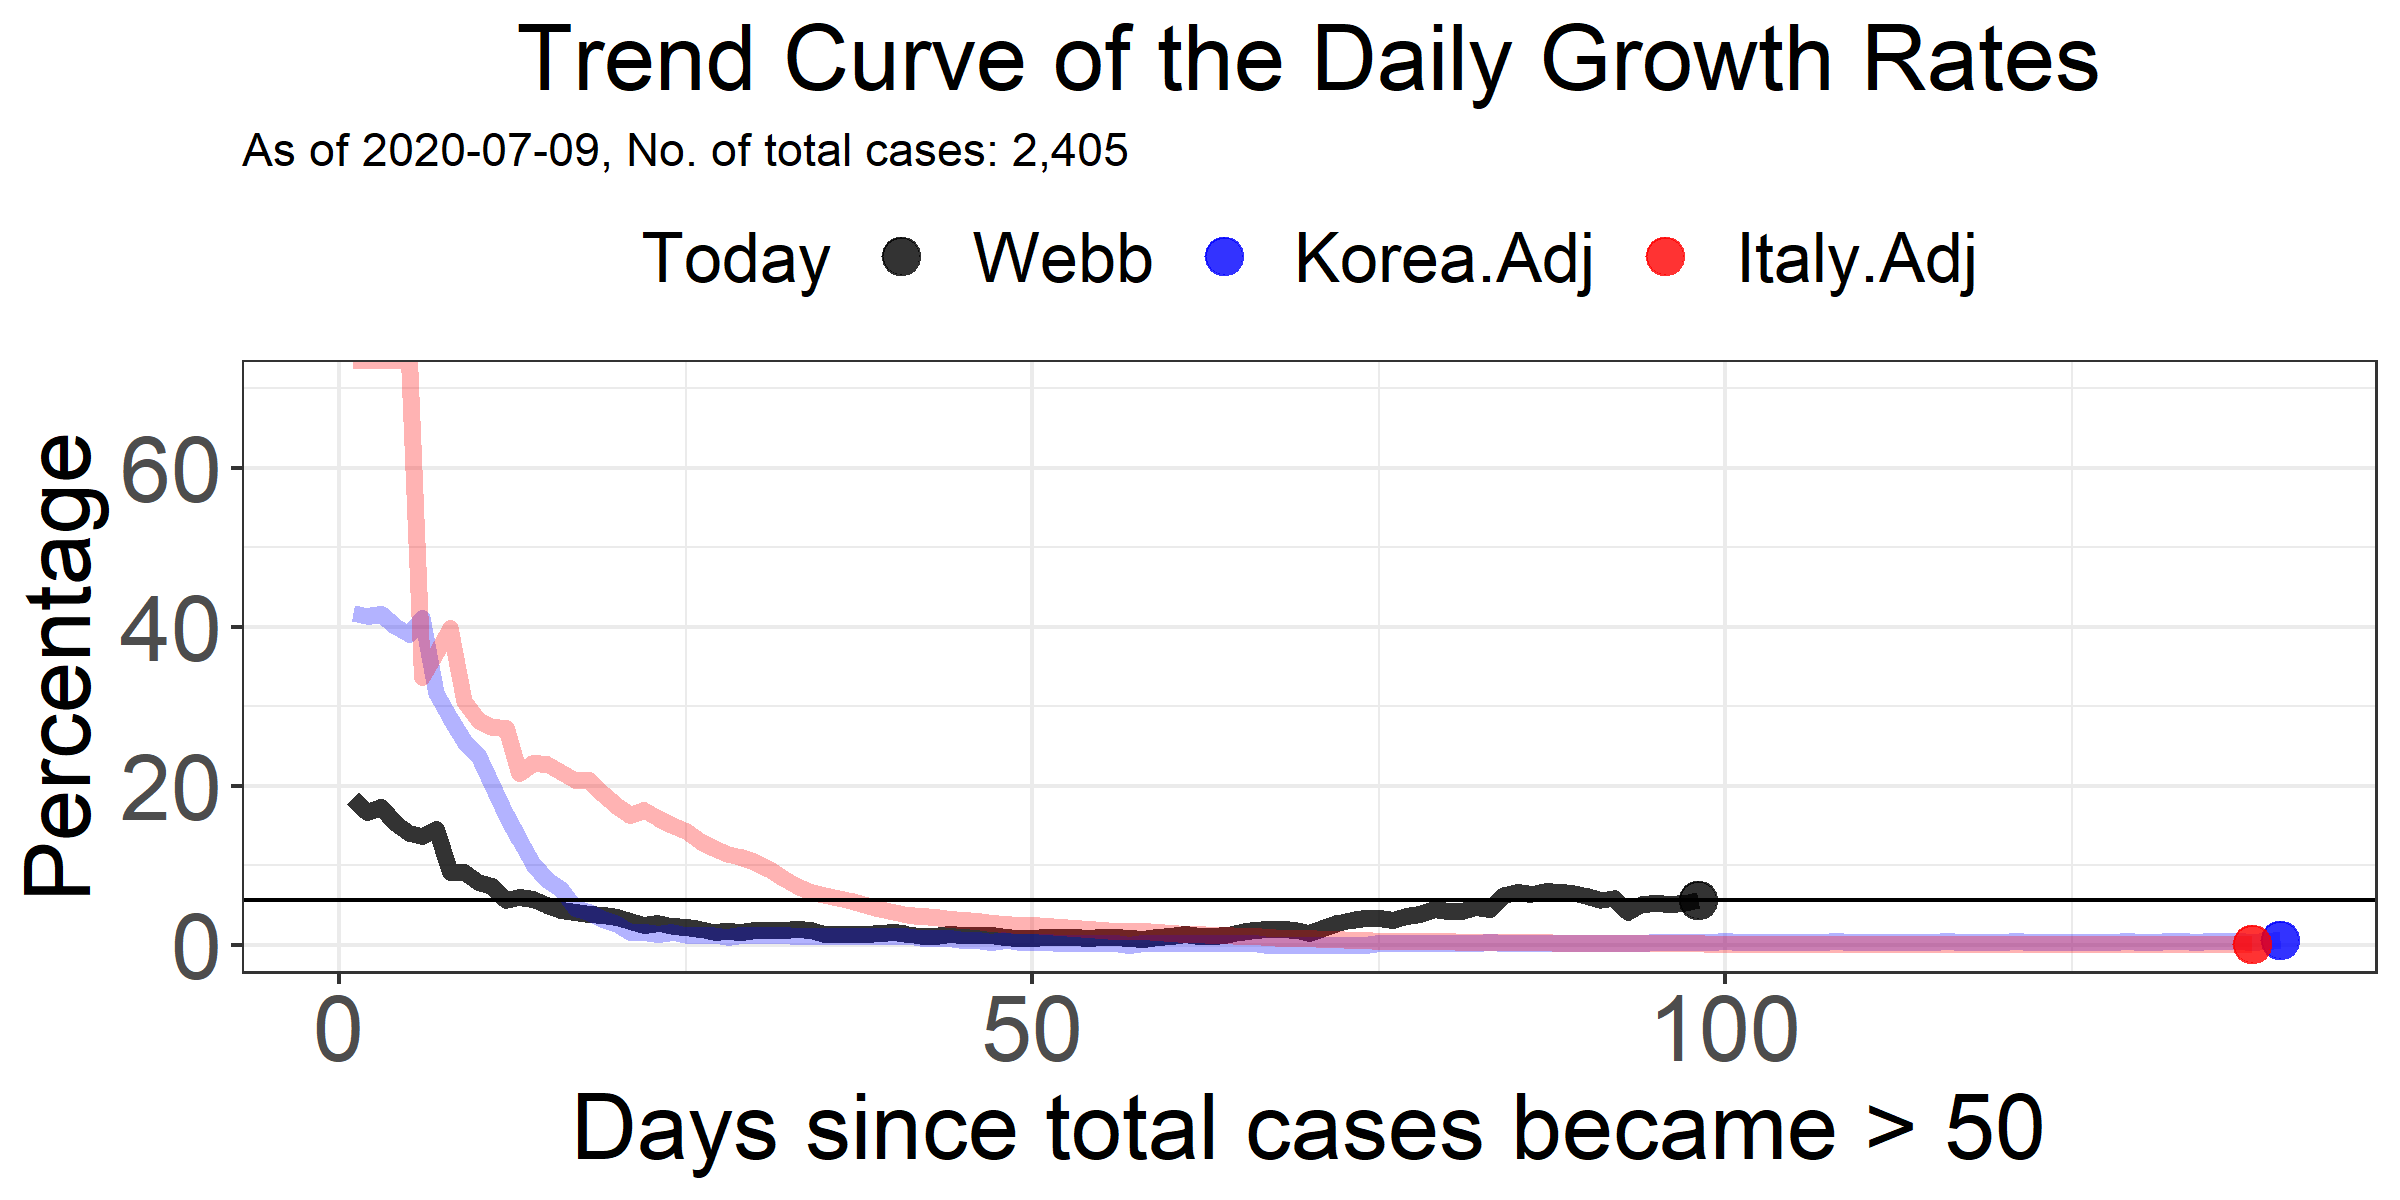 Trend Curve of the Daily Growth Rates
As of 2020-07-09, No. of total cases: 2,405
Today Webb Korea.Adj Italy.Adj
Percentage
60
40
20
0
0 50 100
Days since total cases became > 50